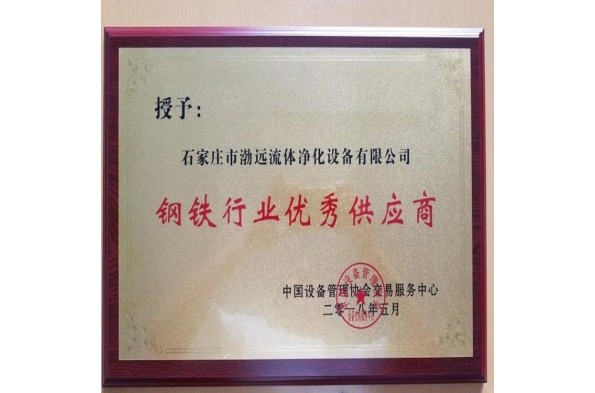 授予：
石家庄市渤远流体净化设备有限公司
钢铁行业优秀供应商
中国设备管理协会交易服务中心
二零一八年五月